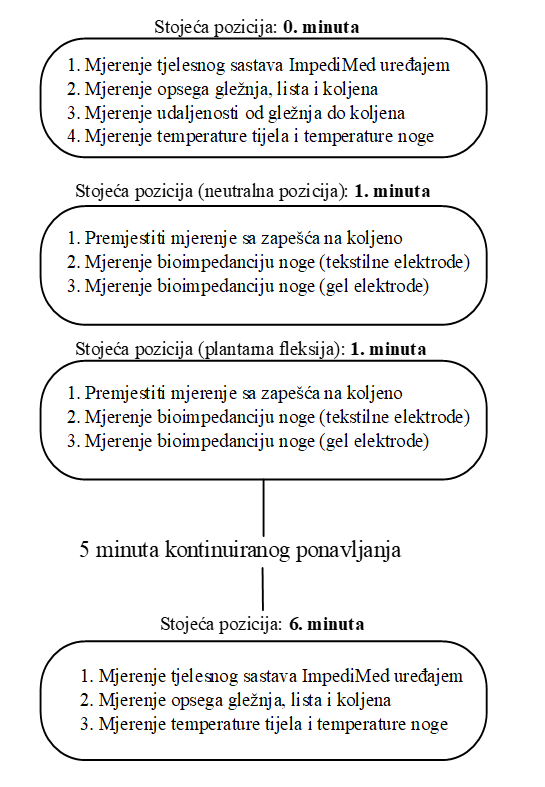 Stojeća pozicija: 0. minuta
1. Mjerenje tjelesnog sastava ImpediMed uređajem
2. Mjerenje opsega gležnja, lista i koljena
3. Mjerenje udaljenosti od gležnja do koljena
4. Mjerenje temperature tijela i temperature noge
Stojeća pozicija (neutralna pozicija): 1. minuta
1. Premjestiti mjerenje sa zapešća na koljeno
2. Mjerenje bioimpedanciju noge (tekstilne elektrode)
3. Mjerenje bioimpedanciju noge (gel elektrode)
Stojeća pozicija (plantarna fleksija): 1. minuta
1. Premjestiti mjerenje sa zapešća na koljeno
2. Mjerenje bioimpedanciju noge (tekstilne elektrode)
3. Mjerenje bioimpedanciju noge (gel elektrode)
5 minuta kontinuiranog ponavljanja
Stojeća pozicija: 6. minuta
1. Mjerenje tjelesnog sastava ImpediMed uređajem
2. Mjerenje opsega gležnja, lista i koljena
3. Mjerenje temperature tijela i temperature noge